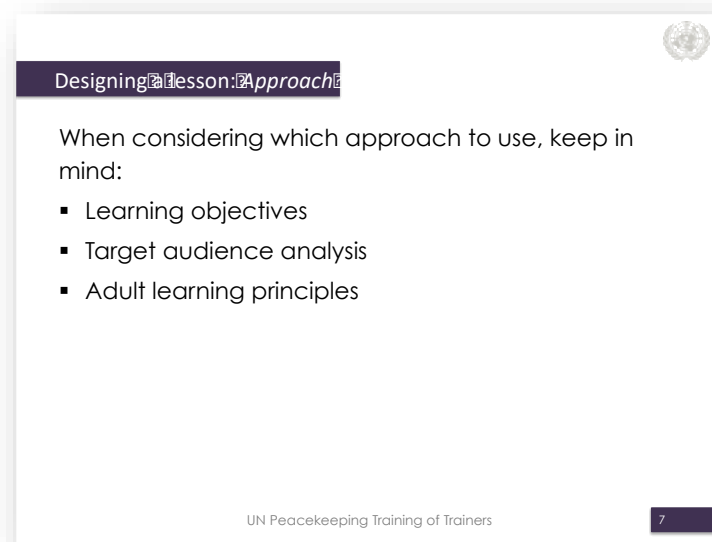 Designing a lesson: Approach
When considering which approach to use, keep in
mind:
▪ Learning objectives
▪ Target audience analysis
▪ Adult learning principles
UN Peacekeeping Training of Trainers
7